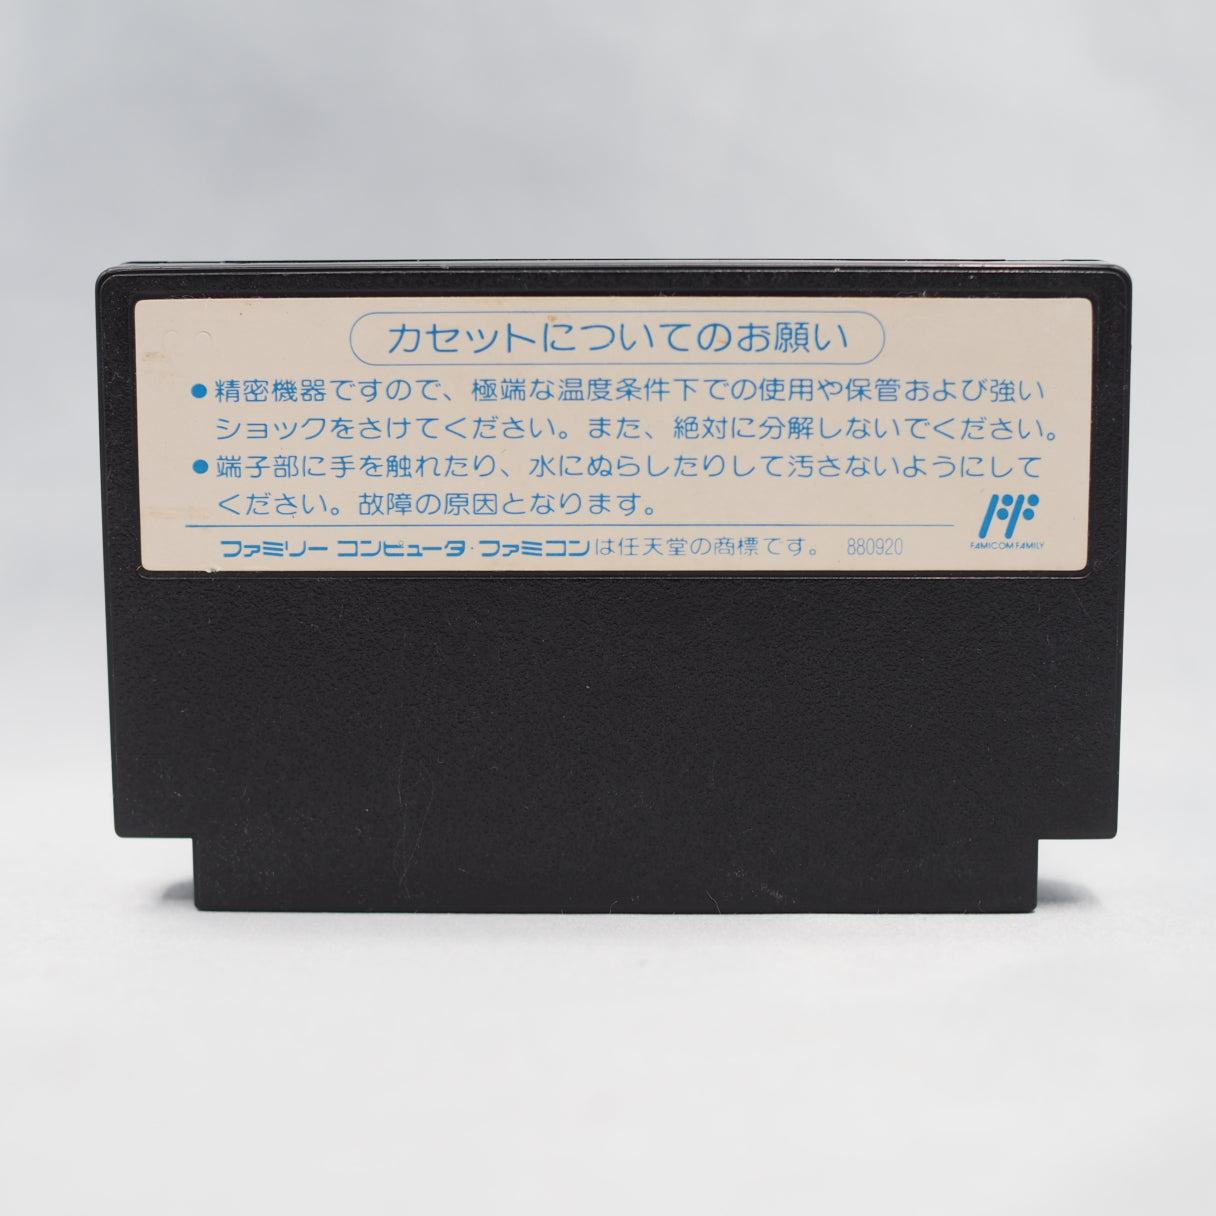 カセットについてのお願い
●精密機器ですので、極端な温度条件下での使用や保管および強い
ショックをさけてください。また、絶対に分解しないでください。
●端子部に手を触れたり、水にぬらしたりして汚さないようにして
ください。故障の原因となります。
FAMICOM FAMILY
ファミリーコンピュータ・ファミコンは任天堂の商標です。 880920